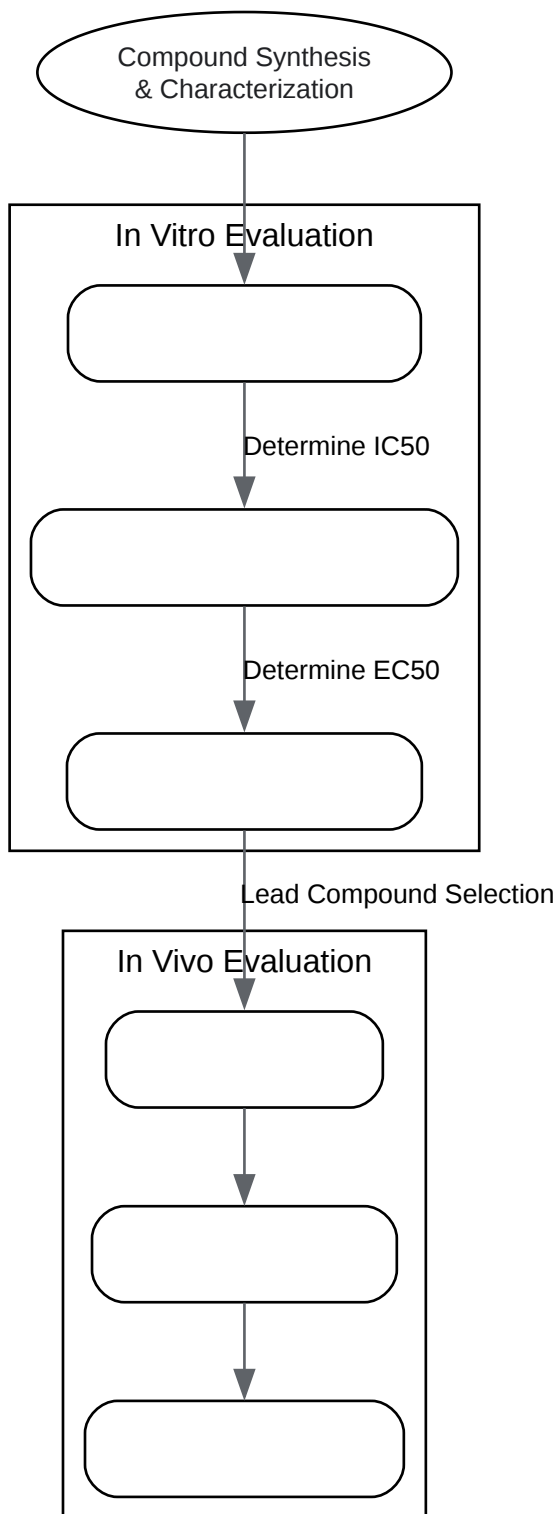 Compound Synthesis
& Characterization
In Vitro Evaluation
Determine IC50
Determine EC50
Lead Compound Selection
In Vivo Evaluation